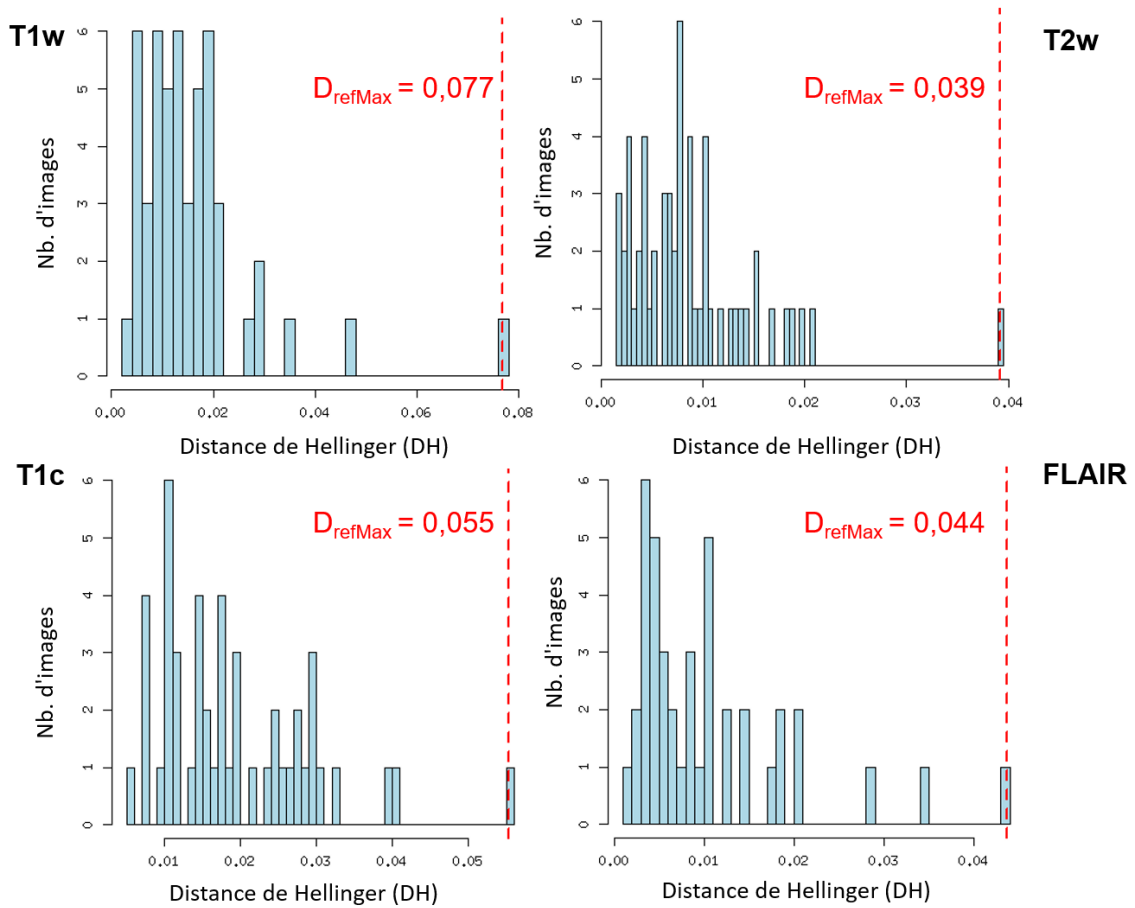 T1w
6
5
4
3
2
1
0
Nb. d'images
D_refMax = 0,077
0.00 0.02 0.04 0.06 0.08
Distance de Hellinger (DH)
T2w
6
5
4
3
2
1
0
Nb. d'images
D_refMax = 0,039
0.00 0.01 0.02 0.03 0.04
Distance de Hellinger (DH)
T1c
6
5
4
3
2
1
0
Nb. d'images
D_refMax = 0,055
0.01 0.02 0.03 0.04 0.05
Distance de Hellinger (DH)
FLAIR
6
5
4
3
2
1
0
Nb. d'images
D_refMax = 0,044
0.00 0.01 0.02 0.03 0.04
Distance de Hellinger (DH)